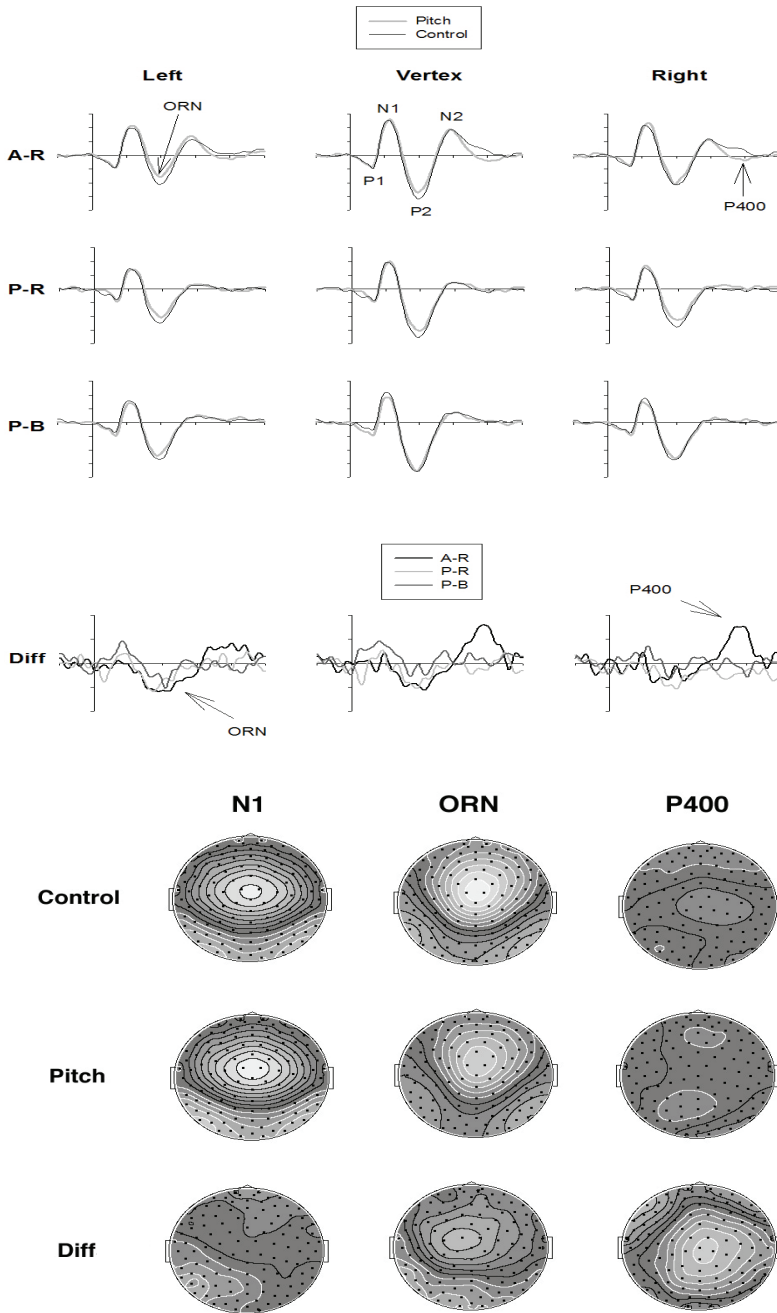 Pitch
Control
Left Vertex Right
ORN
N1 N2
A-R
P1
P2
P400
P-R
P-B
A-R
P-R
P-B
P400
Diff
ORN
N1 ORN P400
Control
Pitch
Diff